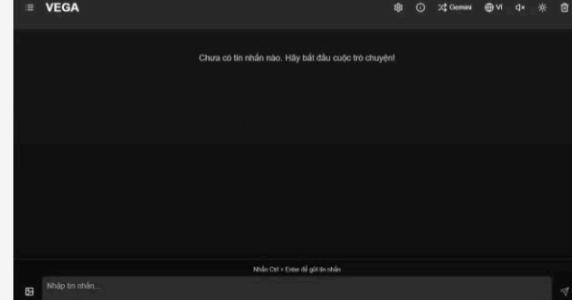 VEGA
Gemini
VI
Chưa có tin nhắn nào. Hãy bắt đầu cuộc trò chuyện!
Nhấn Ctrl + Enter để gửi tin nhắn
Nhập tin nhắn...